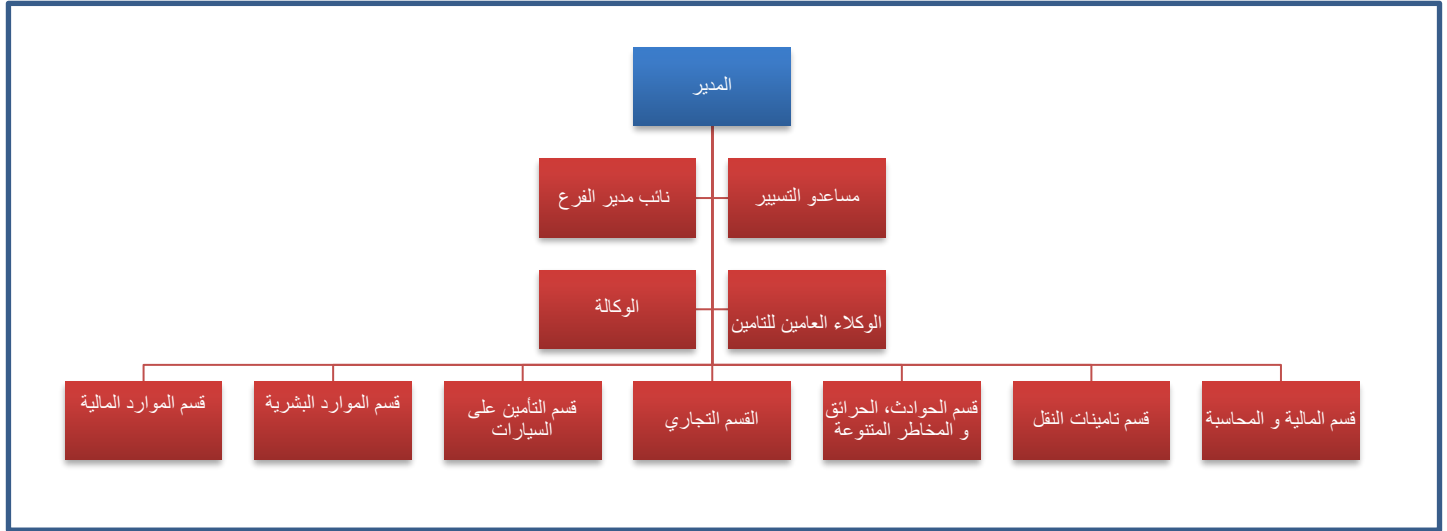 المدير
مساعدو التسيير
نائب مدير الفرع
الوكلاء العامين للتامين
الوكالة
قسم المالية و المحاسبة
قسم تامينات النقل
قسم الحوادث، الحرائق
و المخاطر المتنوعة
القسم التجاري
قسم التأمين على
السيارات
قسم الموارد البشرية
قسم الموارد المالية